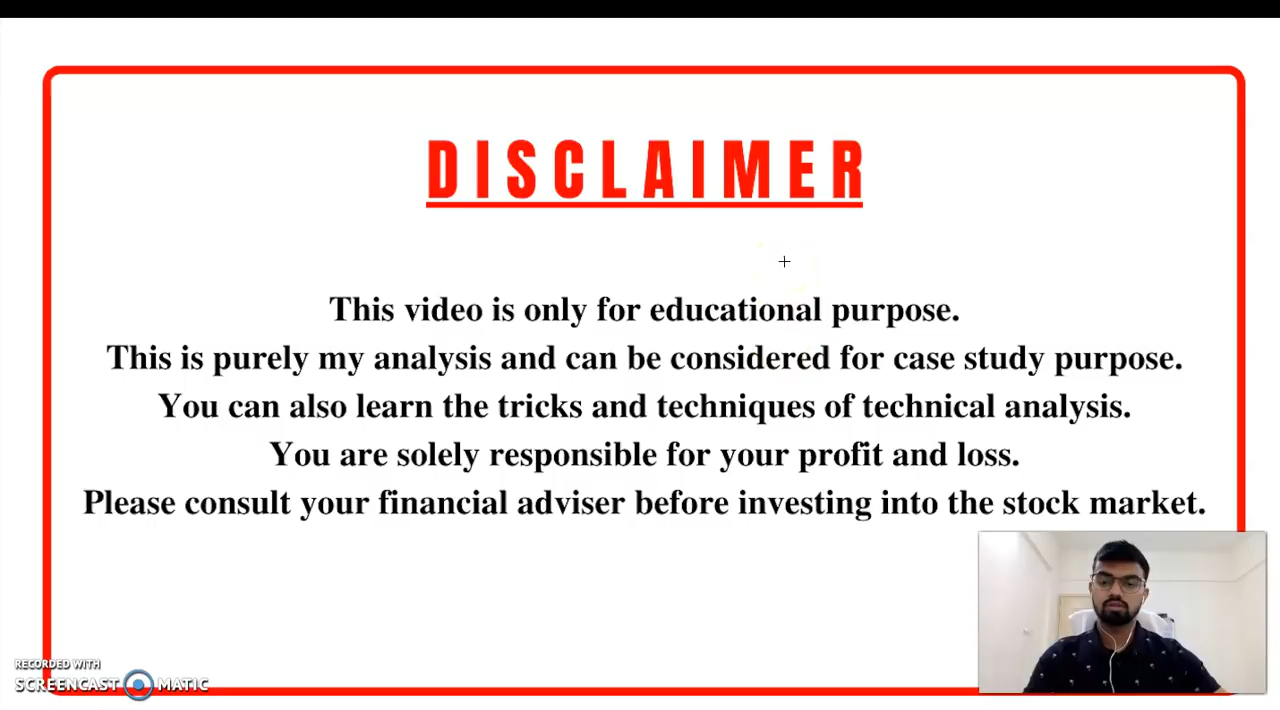 DISCLAIMER
This video is only for educational purpose.
This is purely my analysis and can be considered for case study purpose.
You can also learn the tricks and techniques of technical analysis.
You are solely responsible for your profit and loss.
Please consult your financial adviser before investing into the stock market.
RECORDED WITH
SCREENCAST MATIC